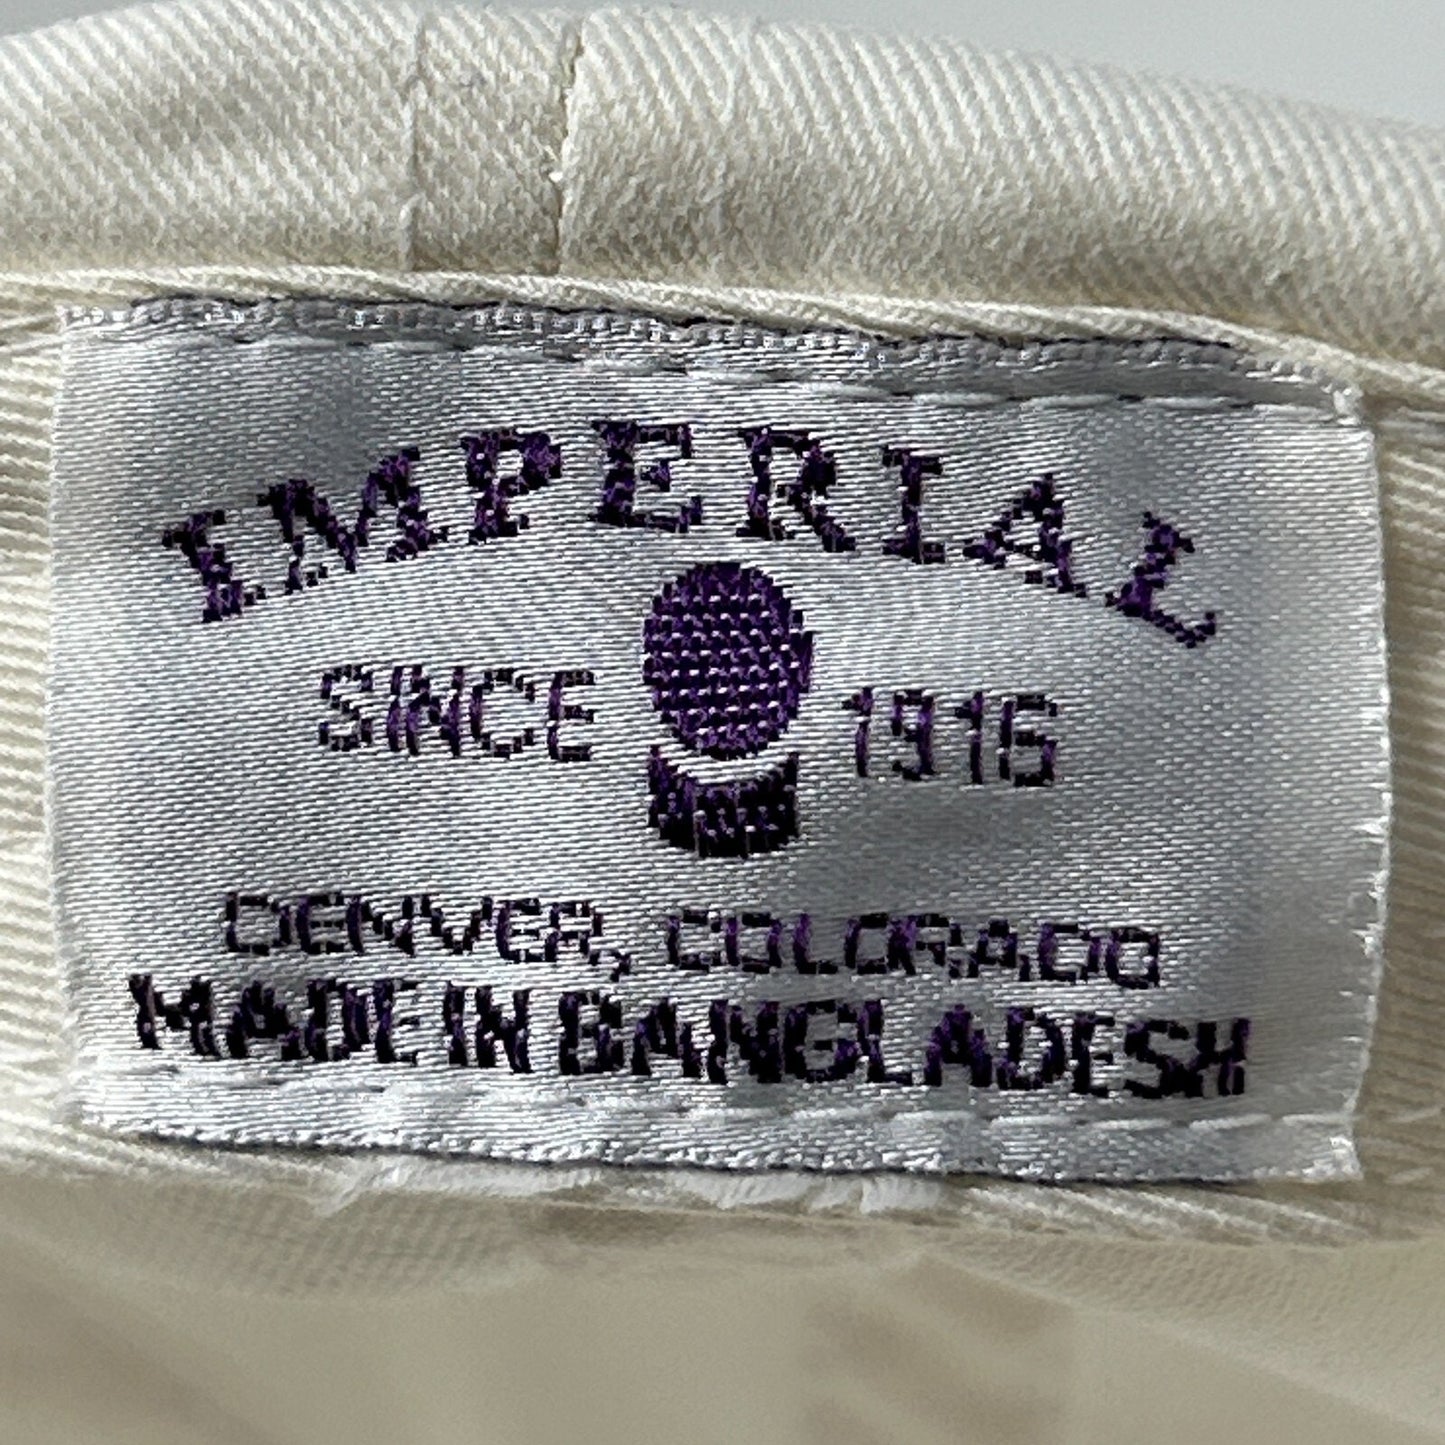 IMPERIAL
SINCE 1916
DENVER, COLORADO
MADE IN BANGLADESH